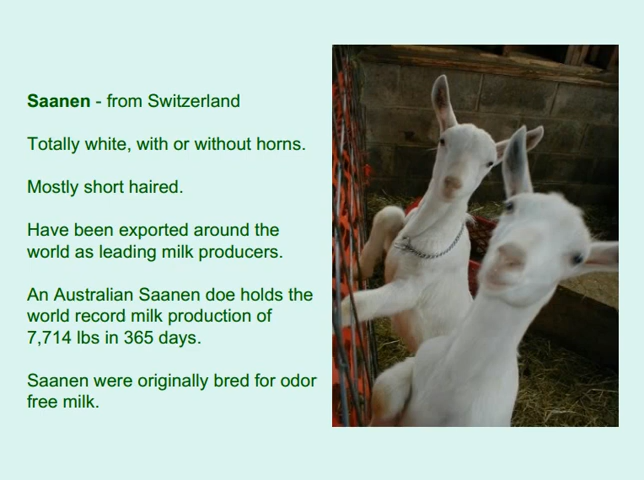 Saanen - from Switzerland
Totally white, with or without horns.
Mostly short haired.
Have been exported around the
world as leading milk producers.
An Australian Saanen doe holds the
world record milk production of
7,714 lbs in 365 days.
Saanen were originally bred for odor
free milk.